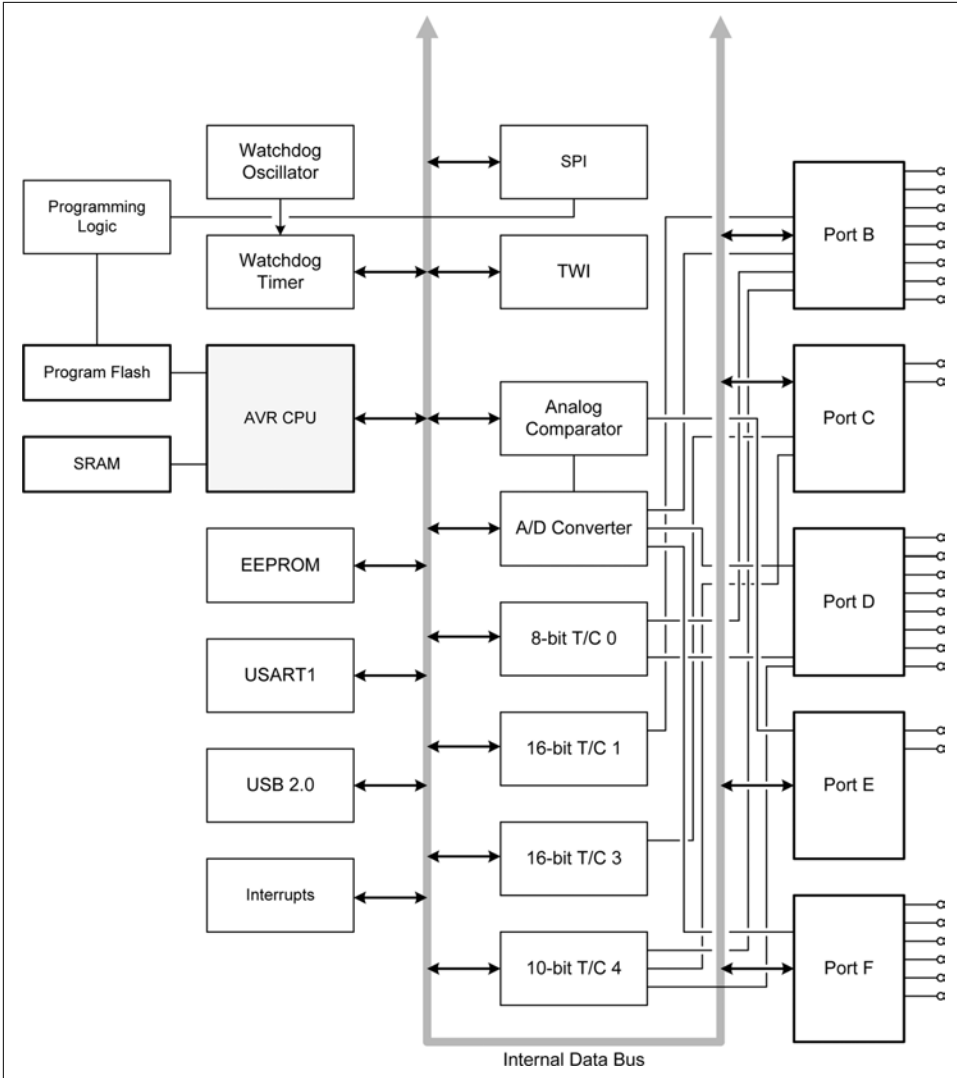 Watchdog
Oscillator
SPI
Programming
Logic
Port B
Watchdog
Timer
TWI
Program Flash
AVR CPU
Analog
Comparator
Port C
SRAM
A/D Converter
EEPROM
Port D
8-bit T/C 0
USART1
16-bit T/C 1
USB 2.0
Port E
16-bit T/C 3
Interrupts
10-bit T/C 4
Port F
Internal Data Bus